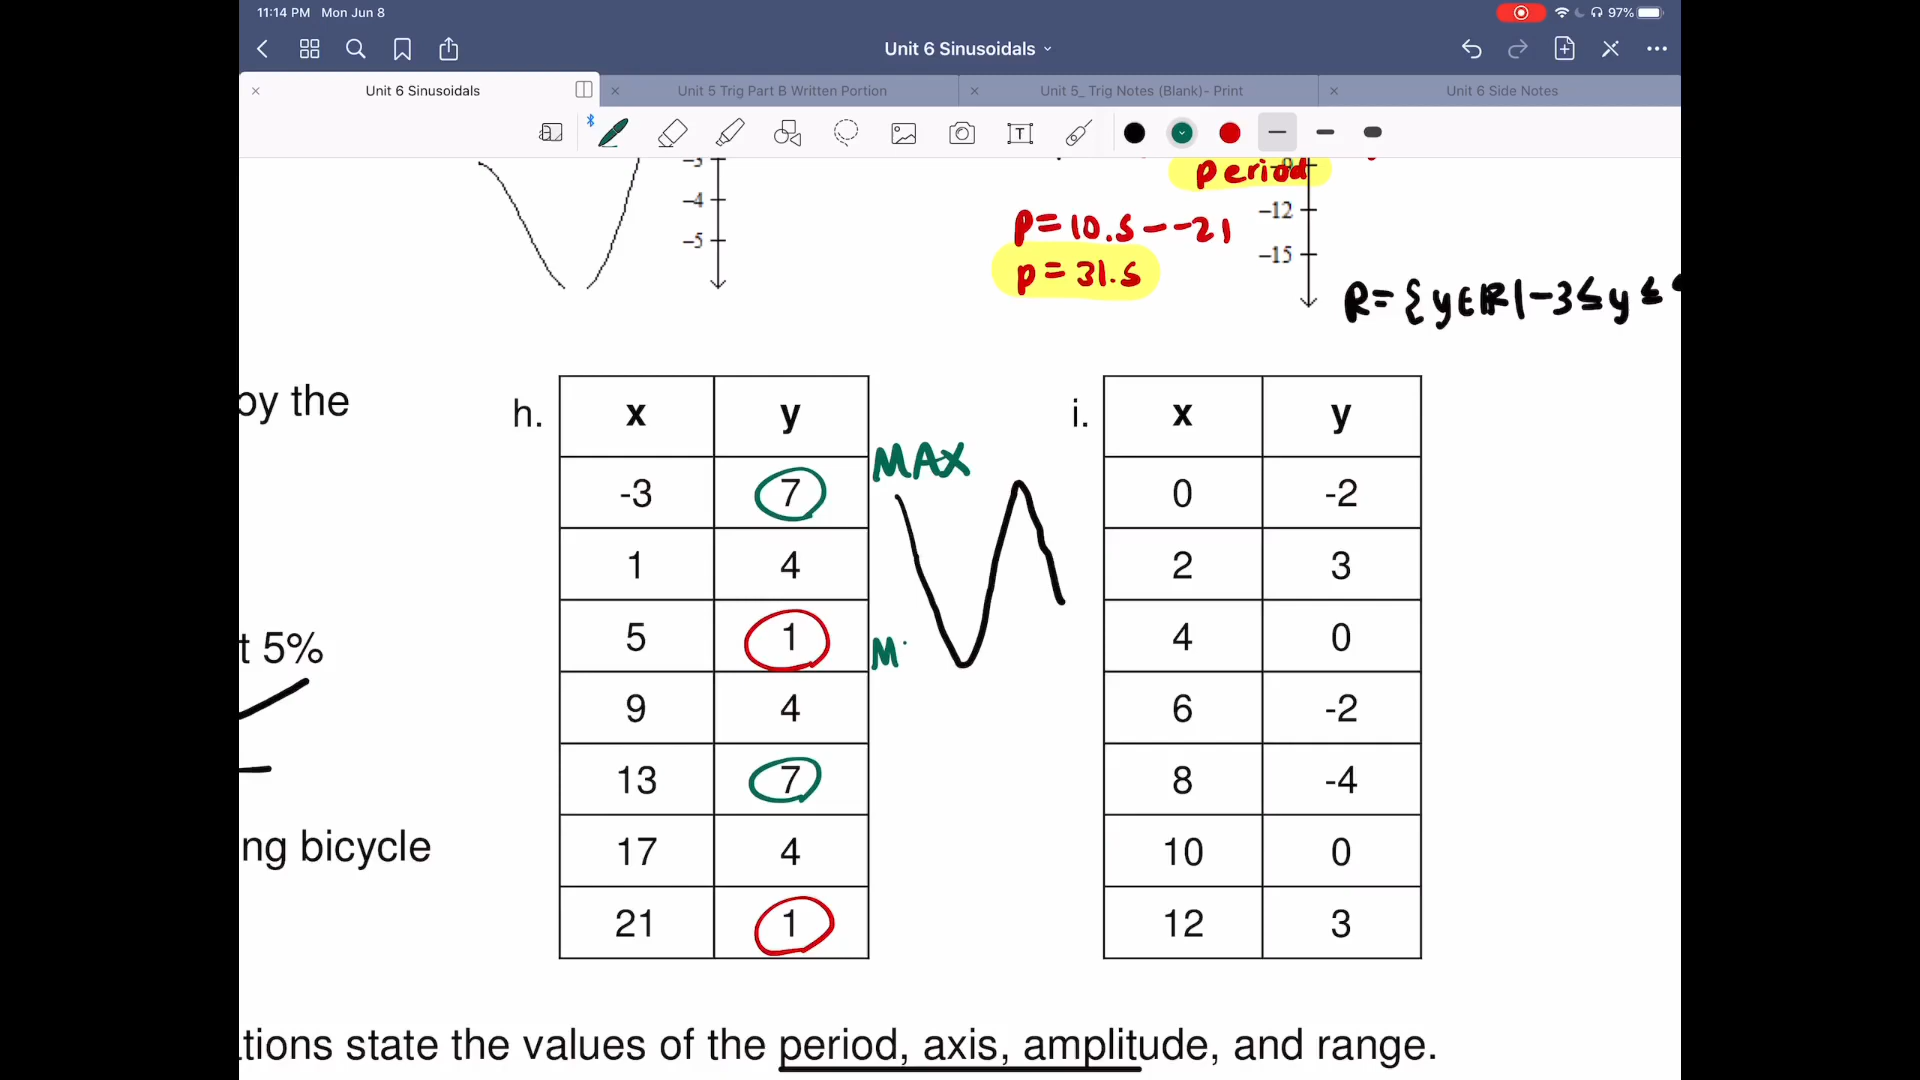 11:14 PM Mon Jun 8
97%
Unit 6 Sinusoidals
Unit 6 Sinusoidals
Unit 5 Trig Part B Written Portion
Unit 5_ Trig Notes (Blank)- Print
Unit 6 Side Notes
T
-3
-4
-5
-9
period
-12
P=10.5--21
-15
p=31.5
R={y∈ℝ|-3≤y≤
by the
h.
x y
MAX
-3 7
1 4
5 1
M
9 4
13 7
17 4
21 1
i.
x y
0 -2
2 3
4 0
6 -2
8 -4
10 0
12 3
t 5%
ng bicycle
tions state the values of the period, axis, amplitude, and range.